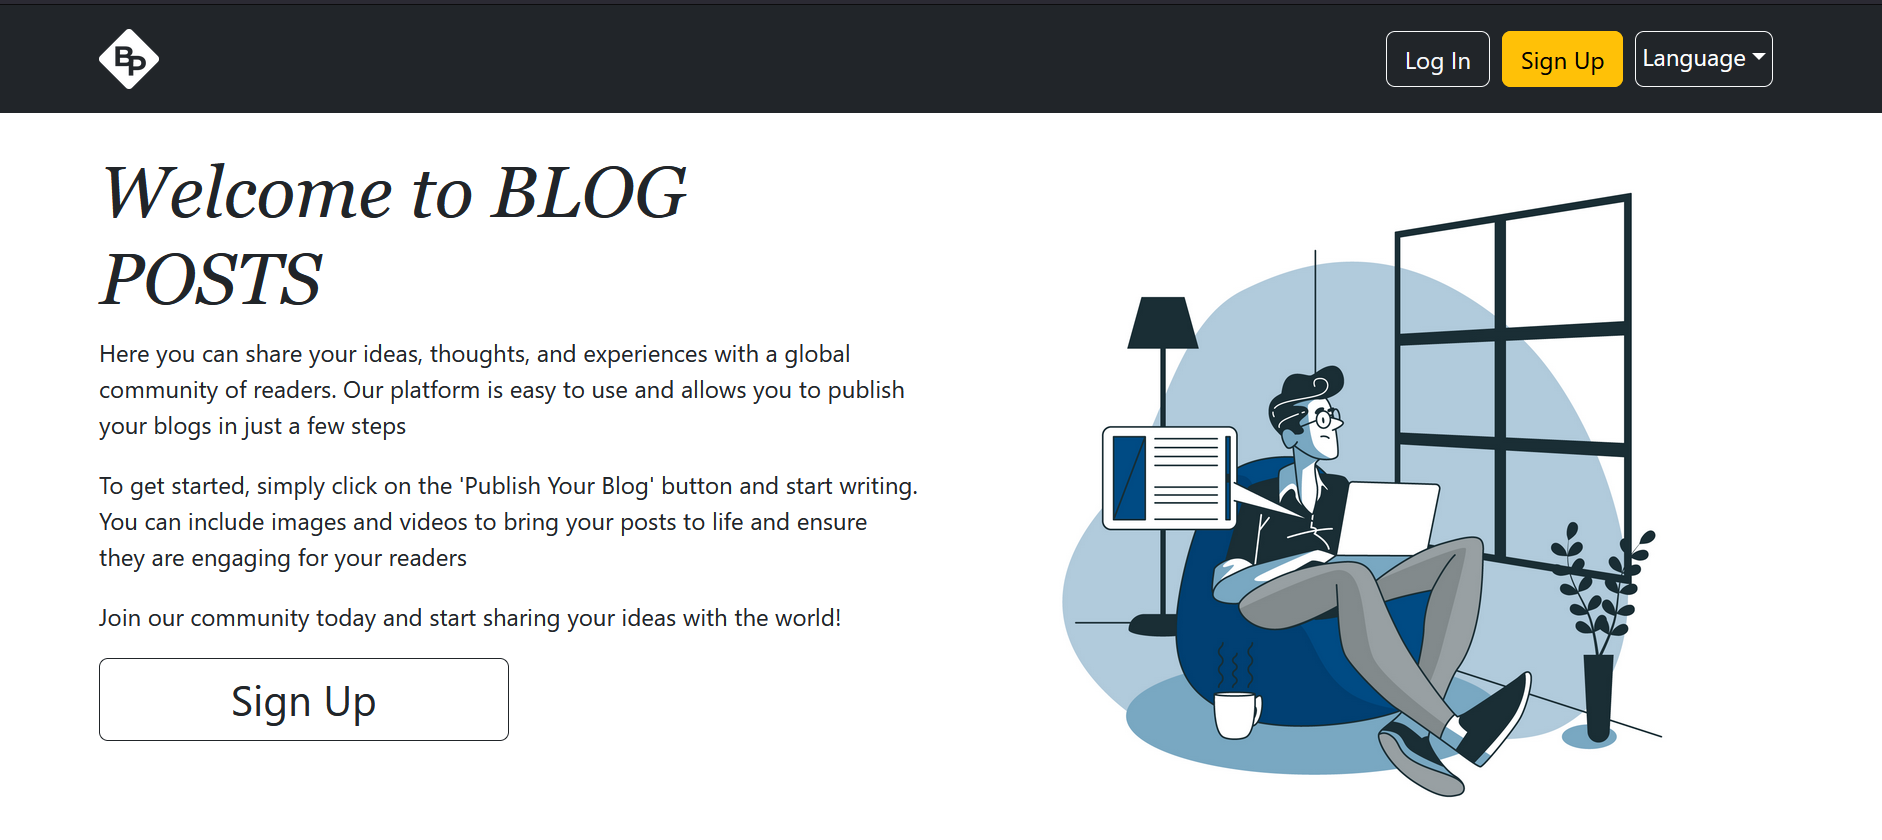 BP
Log In
Sign Up
Language
Welcome to BLOG
POSTS
Here you can share your ideas, thoughts, and experiences with a global
community of readers. Our platform is easy to use and allows you to publish
your blogs in just a few steps
To get started, simply click on the 'Publish Your Blog' button and start writing.
You can include images and videos to bring your posts to life and ensure
they are engaging for your readers
Join our community today and start sharing your ideas with the world!
Sign Up